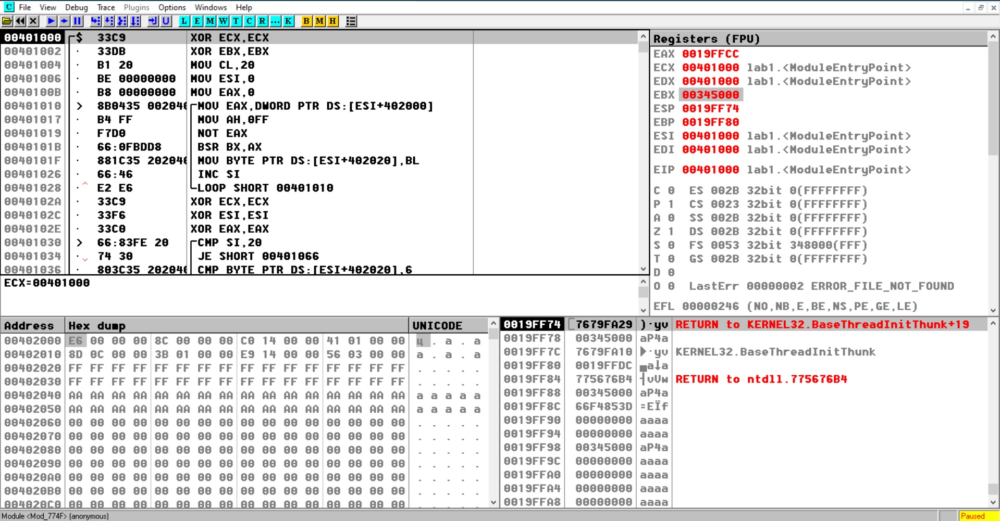 C File View Debug Trace Plugins Options Windows Help
L E M W T C R ... K B M H
00401000 $ 33C9 XOR ECX,ECX
00401002 · 33DB XOR EBX,EBX
00401004 · B1 20 MOV CL,20
00401006 · BE 00000000 MOV ESI,0
0040100B · B8 00000000 MOV EAX,0
00401010 > 8B0435 002040 MOV EAX,DWORD PTR DS:[ESI+402000]
00401017 · B4 FF MOV AH,0FF
00401019 · F7D0 NOT EAX
0040101B · 66:0FBDD8 BSR BX,AX
0040101F · 881C35 202040 MOV BYTE PTR DS:[ESI+402020],BL
00401026 · 66:46 INC SI
00401028 · E2 E6 LOOP SHORT 00401010
0040102A · 33C9 XOR ECX,ECX
0040102C · 33F6 XOR ESI,ESI
0040102E · 33C0 XOR EAX,EAX
00401030 > 66:83FE 20 CMP SI,20
00401034 · 74 30 JE SHORT 00401066
00401036 · 803C35 202040 CMP BYTE PTR DS:[ESI+402020],6
ECX=00401000
Registers (FPU)
EAX 0019FFCC
ECX 00401000 lab1.<ModuleEntryPoint>
EDX 00401000 lab1.<ModuleEntryPoint>
EBX 00345000
ESP 0019FF74
EBP 0019FF80
ESI 00401000 lab1.<ModuleEntryPoint>
EDI 00401000 lab1.<ModuleEntryPoint>
EIP 00401000 lab1.<ModuleEntryPoint>
C 0 ES 002B 32bit 0(FFFFFFFF)
P 1 CS 0023 32bit 0(FFFFFFFF)
A 0 SS 002B 32bit 0(FFFFFFFF)
Z 1 DS 002B 32bit 0(FFFFFFFF)
S 0 FS 0053 32bit 348000(FFF)
T 0 GS 002B 32bit 0(FFFFFFFF)
D 0
O 0 LastErr 00000002 ERROR_FILE_NOT_FOUND
EFL 00000246 (NO,NB,E,BE,NS,PE,GE,LE)
Address Hex dump UNICODE
00402000 E6 00 00 00 8C 00 00 00 C0 14 00 00 41 01 00 00 ц . a . a
00402010 8D 0C 00 00 3B 01 00 00 E9 14 00 00 56 03 00 00 a . a . a
00402020 FF FF FF FF FF FF FF FF FF FF FF FF FF FF FF FF . . . . .
00402030 FF FF FF FF FF FF FF FF FF FF FF FF FF FF FF FF . . . . .
00402040 AA AA AA AA AA AA AA AA AA AA AA AA AA AA AA AA a a a a a
00402050 AA AA AA AA AA AA AA AA AA AA AA AA AA AA AA AA a a a a a
00402060 00 00 00 00 00 00 00 00 00 00 00 00 00 00 00 00 . . . . .
00402070 00 00 00 00 00 00 00 00 00 00 00 00 00 00 00 00 . . . . .
00402080 00 00 00 00 00 00 00 00 00 00 00 00 00 00 00 00 . . . . .
00402090 00 00 00 00 00 00 00 00 00 00 00 00 00 00 00 00 . . . . .
004020A0 00 00 00 00 00 00 00 00 00 00 00 00 00 00 00 00 . . . . .
004020B0 00 00 00 00 00 00 00 00 00 00 00 00 00 00 00 00 . . . . .
004020C0 00 00 00 00 00 00 00 00 00 00 00 00 00 00 00 00 . . . . .
0019FF74 7679FA29 )·yv RETURN to KERNEL32.BaseThreadInitThunk+19
0019FF78 00345000 aP4a
0019FF7C 7679FA10 ►·yv KERNEL32.BaseThreadInitThunk
0019FF80 0019FFDC ▄a↓a
0019FF84 775676B4 ┤vUw RETURN to ntdll.775676B4
0019FF88 00345000 aP4a
0019FF8C 66F4853D =EÏf
0019FF90 00000000 aaaa
0019FF94 00000000 aaaa
0019FF98 00345000 aP4a
0019FF9C 00000000 aaaa
0019FFA0 00000000 aaaa
0019FFA4 00000000 aaaa
0019FFA8 00000000 aaaa
Module <Mod_774F> (anonymous) Paused